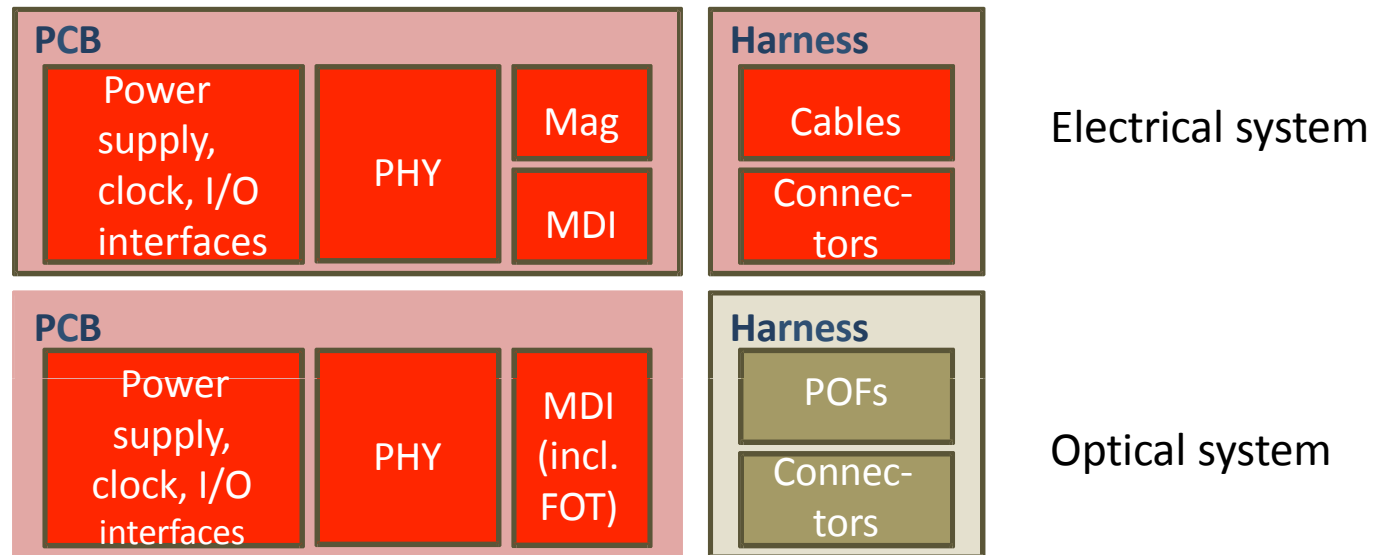 PCB
Power
supply,
clock, I/O
interfaces
PHY
Mag
MDI
Harness
Cables
Connec-
tors
Electrical system
PCB
Power
supply,
clock, I/O
interfaces
PHY
MDI
(incl.
FOT)
Harness
POFs
Connec-
tors
Optical system